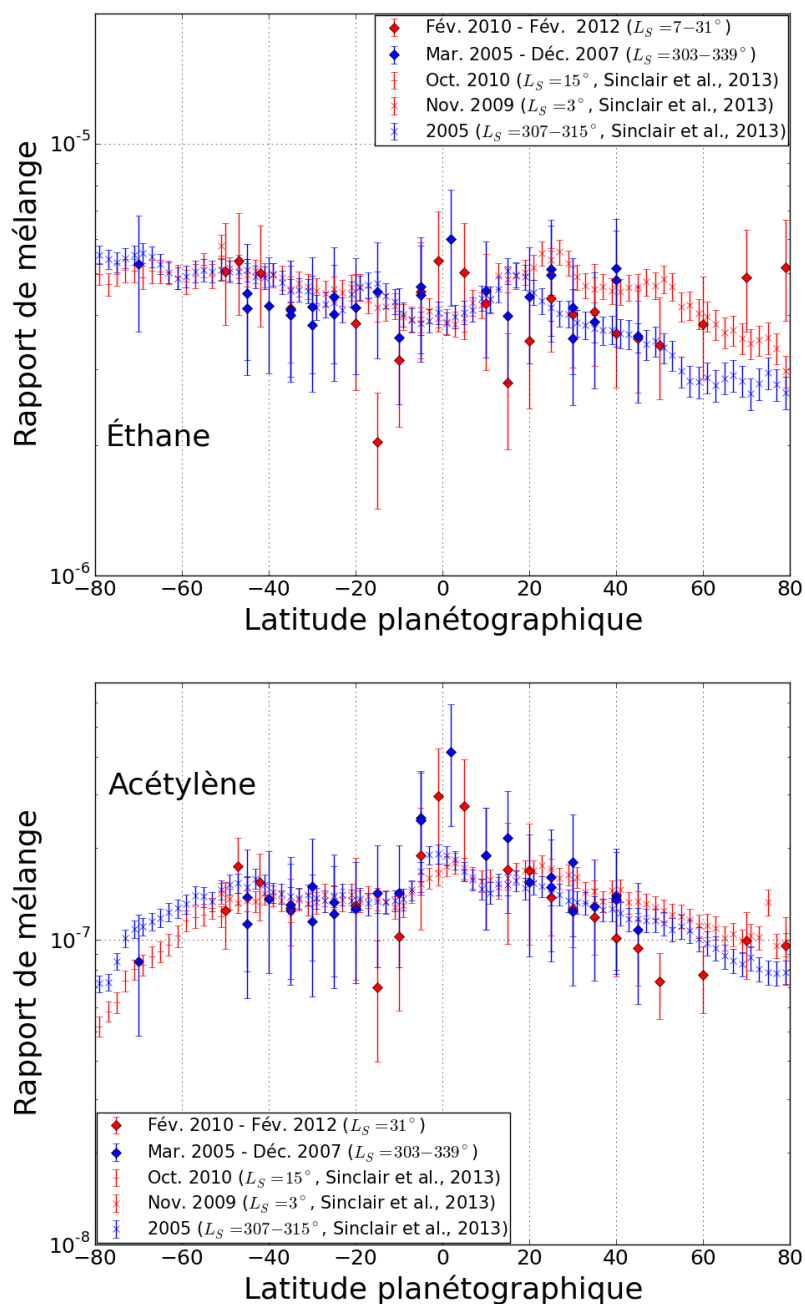 Fév. 2010 - Fév. 2012 (L_S =7−31°)
Mar. 2005 - Déc. 2007 (L_S =303−339°)
Oct. 2010 (L_S =15°, Sinclair et al., 2013)
Nov. 2009 (L_S =3°, Sinclair et al., 2013)
2005 (L_S =307−315°, Sinclair et al., 2013)
10^-5
Rapport de mélange
Éthane
10^-6
−80 −60 −40 −20 0 20 40 60 80
Latitude planétographique
Acétylène
Rapport de mélange
10^-7
Fév. 2010 - Fév. 2012 (L_S =31°)
Mar. 2005 - Déc. 2007 (L_S =303−339°)
Oct. 2010 (L_S =15°, Sinclair et al., 2013)
Nov. 2009 (L_S =3°, Sinclair et al., 2013)
2005 (L_S =307−315°, Sinclair et al., 2013)
10^-8
−80 −60 −40 −20 0 20 40 60 80
Latitude planétographique